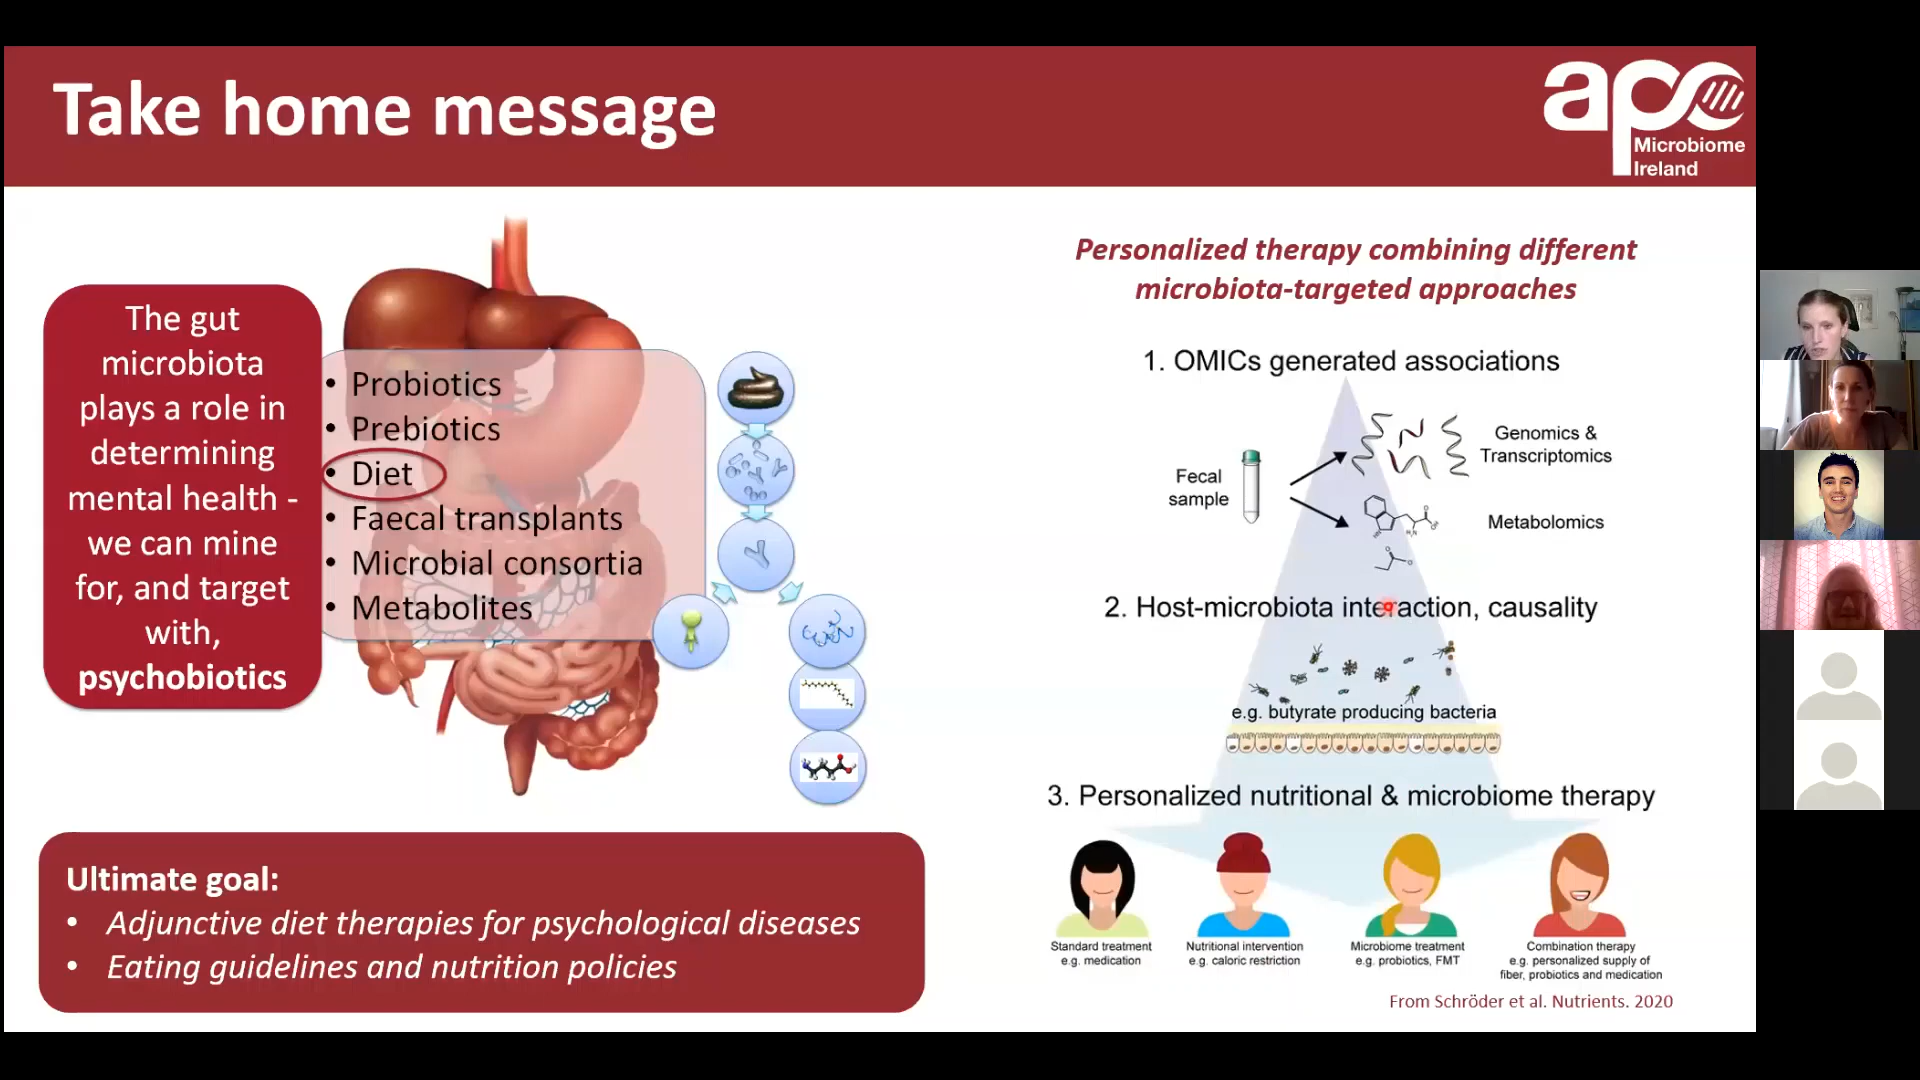 Take home message
apc
Microbiome
Ireland
The gut
microbiota
plays a role in
determining
mental health -
we can mine
for, and target
with,
psychobiotics
• Probiotics
• Prebiotics
• Diet
• Faecal transplants
• Microbial consortia
• Metabolites
Ultimate goal:
• Adjunctive diet therapies for psychological diseases
• Eating guidelines and nutrition policies
Personalized therapy combining different
microbiota-targeted approaches
1. OMICs generated associations
Fecal
sample
Genomics &
Transcriptomics
Metabolomics
2. Host-microbiota interaction, causality
e.g. butyrate producing bacteria
3. Personalized nutritional & microbiome therapy
Standard treatment
e.g. medication
Nutritional intervention
e.g. caloric restriction
Microbiome treatment
e.g. probiotics, FMT
Combination therapy
e.g. personalized supply of
fiber, probiotics and medication
From Schröder et al. Nutrients. 2020